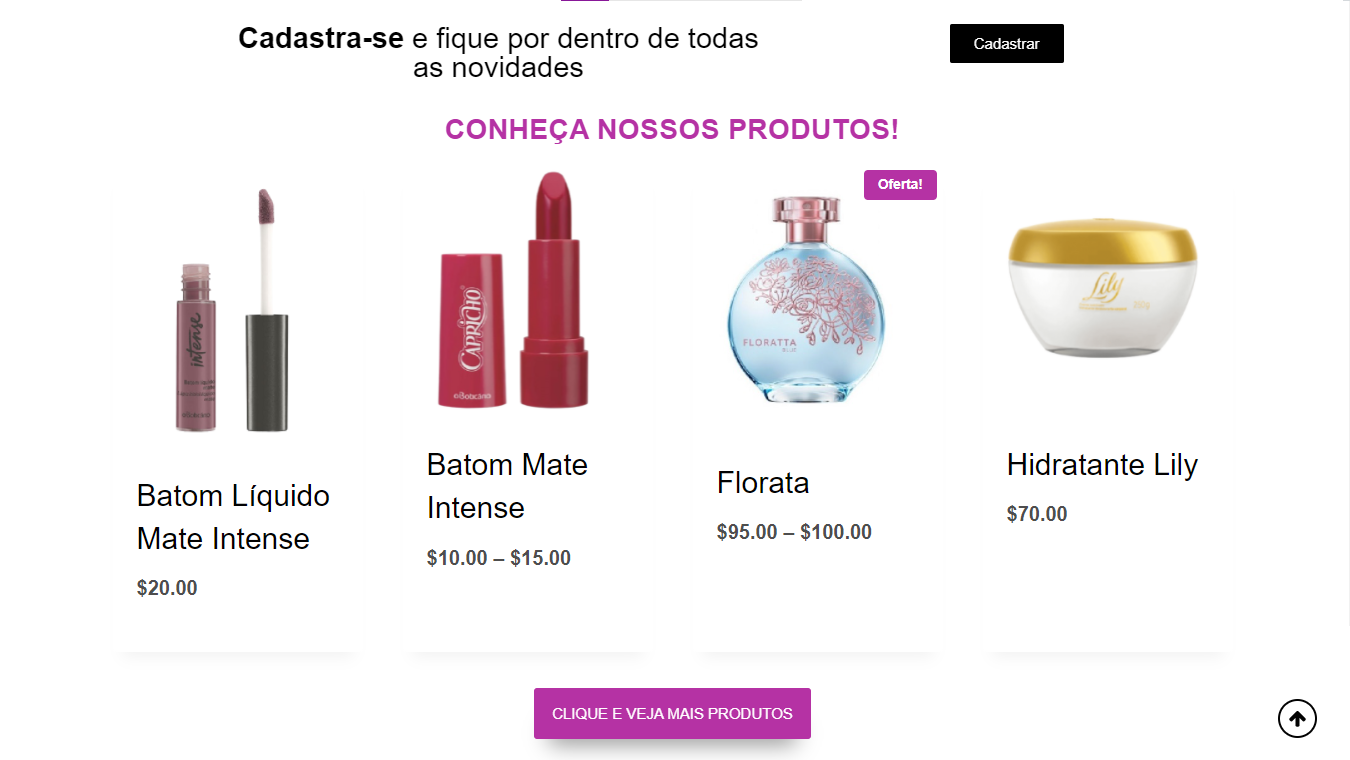 Cadastra-se e fique por dentro de todas
as novidades
Cadastrar
CONHEÇA NOSSOS PRODUTOS!
intense
CAPRICHO
oBoticário
Oferta!
FLORATTA
BLUE
Lily
Batom Líquido
Mate Intense
$20.00
Batom Mate
Intense
$10.00 – $15.00
Florata
$95.00 – $100.00
Hidratante Lily
$70.00
CLIQUE E VEJA MAIS PRODUTOS